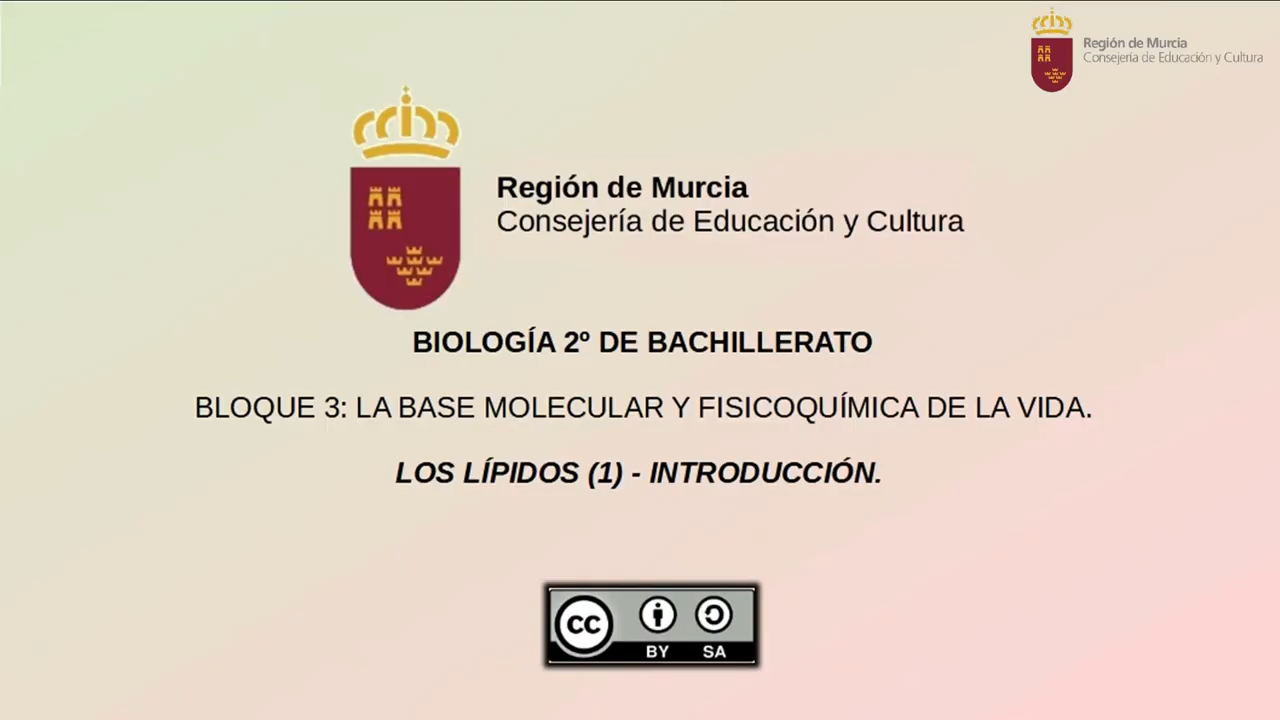 Región de Murcia
Consejería de Educación y Cultura
Región de Murcia
Consejería de Educación y Cultura
BIOLOGÍA 2º DE BACHILLERATO
BLOQUE 3: LA BASE MOLECULAR Y FISICOQUÍMICA DE LA VIDA.
LOS LÍPIDOS (1) - INTRODUCCIÓN.
CC
BY SA